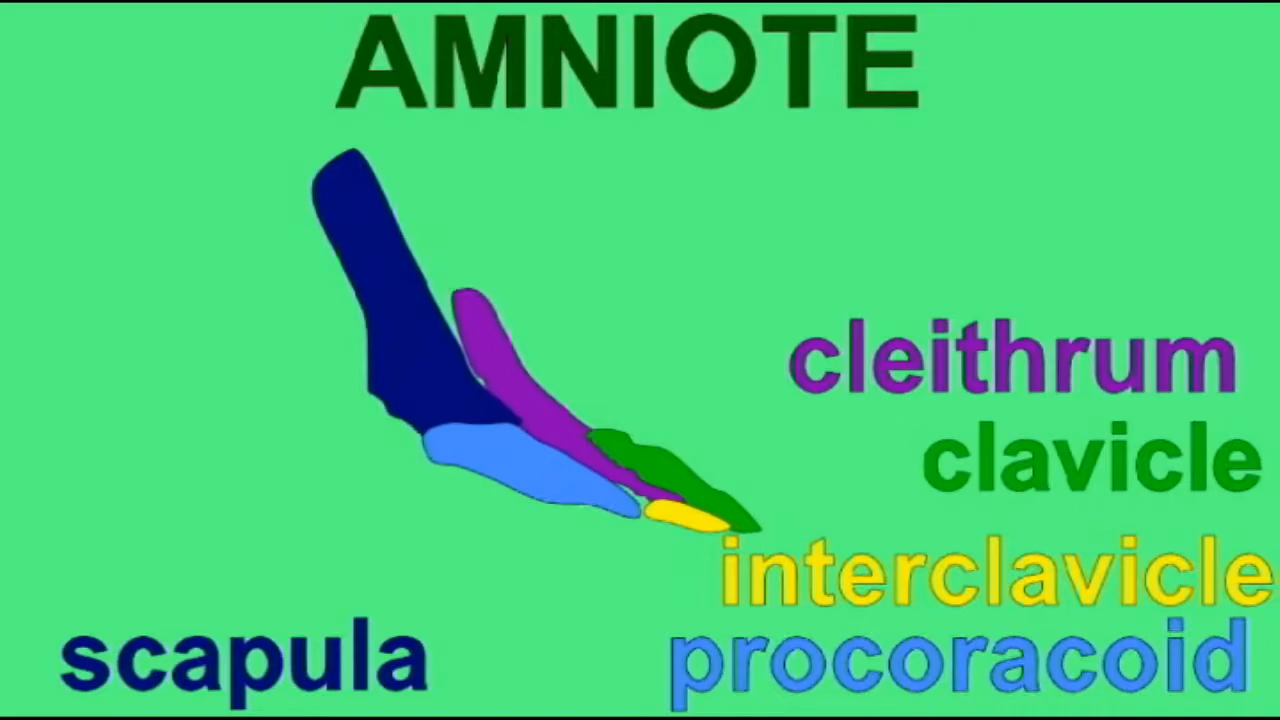 AMNIOTE
cleithrum
clavicle
interclavicle
scapula
procoracoid